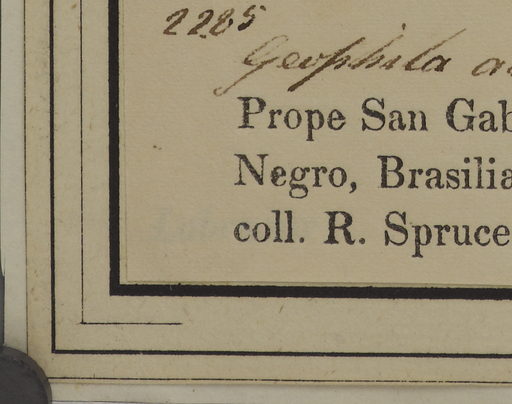 2285
Geophila
Prope San Gab
Negro, Brasilia
coll. R. Spruce